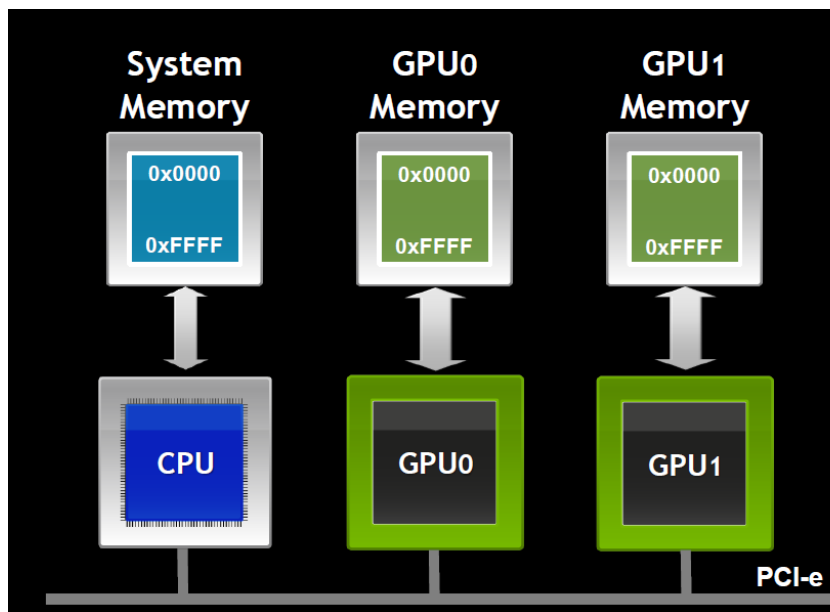 System
Memory
GPU0
Memory
GPU1
Memory
0x0000
0xFFFF
0x0000
0xFFFF
0x0000
0xFFFF
CPU
GPU0
GPU1
PCI-e